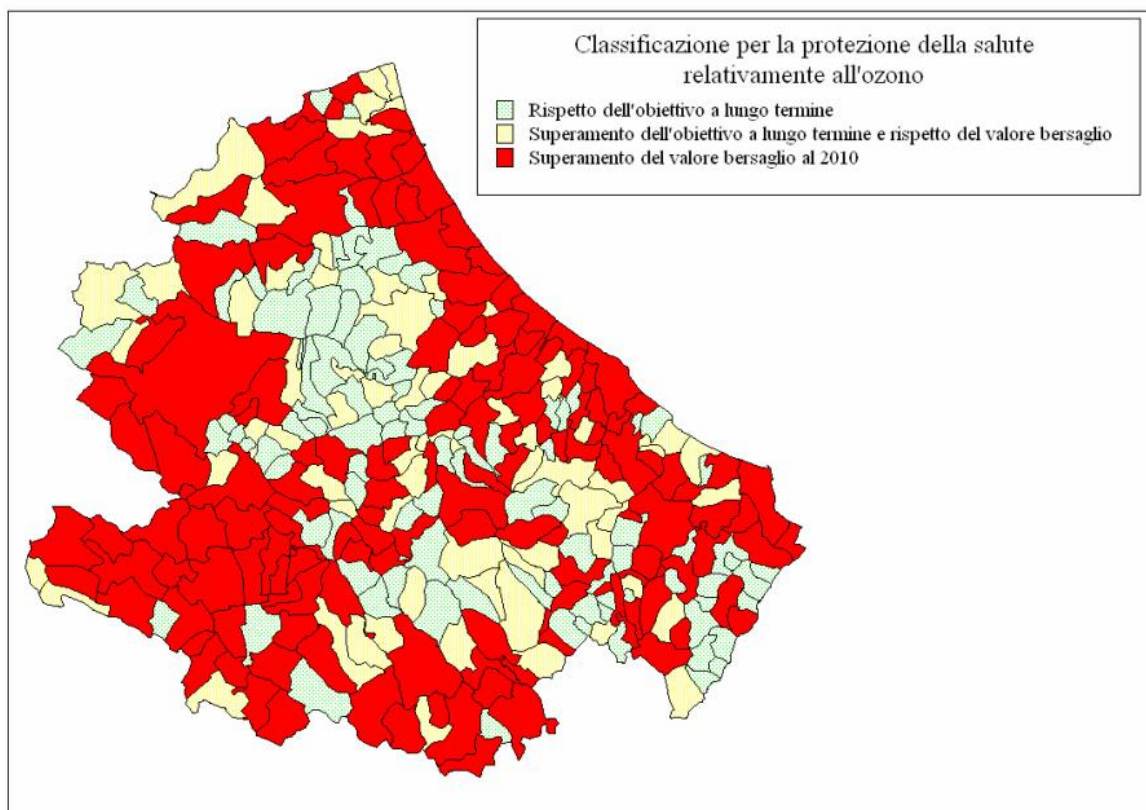 Classificazione per la protezione della salute
relativamente all'ozono
Rispetto dell'obiettivo a lungo termine
Superamento dell'obiettivo a lungo termine e rispetto del valore bersaglio
Superamento del valore bersaglio al 2010